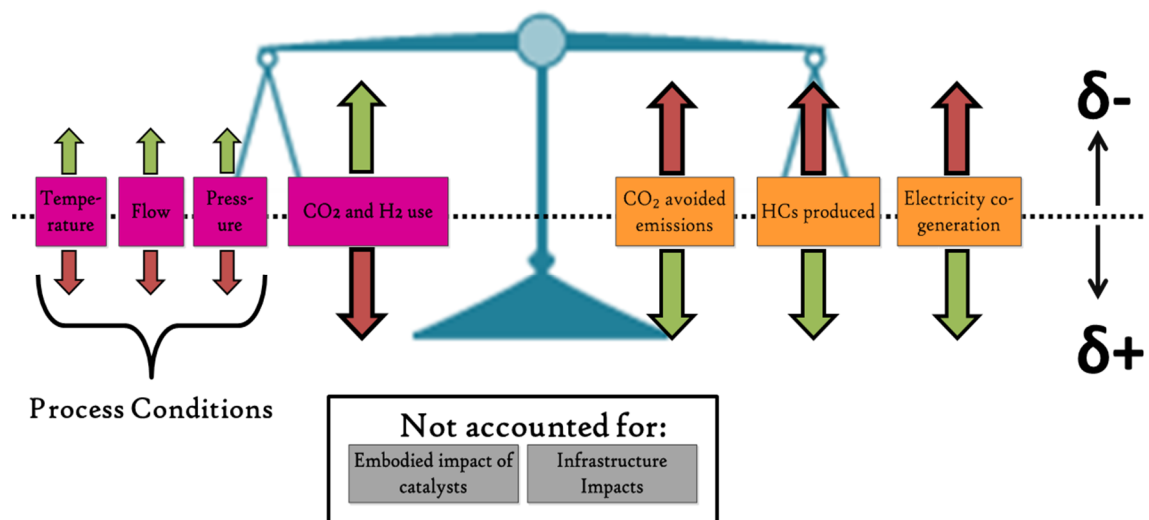 δ-
Tempe-
rature
Flow
Press-
ure
CO2 and H2 use
CO2 avoided
emissions
HCs produced
Electricity co-
generation
δ+
Process Conditions
Not accounted for:
Embodied impact of
catalysts
Infrastructure
Impacts